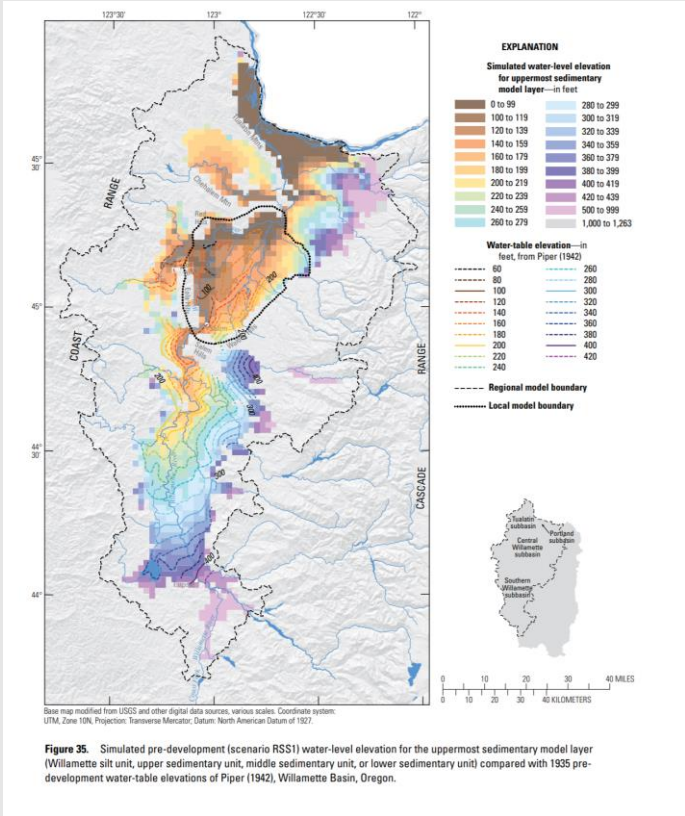 123°30'
123°
122°30'
122°
45°
30'
45°
44°
30'
44°
COAST
RANGE
CASCADE
RANGE
Chehalem Mtn
Salem
Hills
200
100
200
400
300
300
EXPLANATION
Simulated water-level elevation
for uppermost sedimentary
model layer—in feet
0 to 99
100 to 119
120 to 139
140 to 159
160 to 179
180 to 199
200 to 219
220 to 239
240 to 259
260 to 279
280 to 299
300 to 319
320 to 339
340 to 359
360 to 379
380 to 399
400 to 419
420 to 439
500 to 999
1,000 to 1,263
Water-table elevation—in
feet, from Piper (1942)
60
80
100
120
140
160
180
200
220
240
260
280
300
320
340
360
380
400
420
Regional model boundary
Local model boundary
Tualatin
subbasin
Portland
subbasin
Central
Willamette
subbasin
Southern
Willamette
subbasin
0 10 20 30 40 MILES
0 10 20 30 40 KILOMETERS
Base map modified from USGS and other digital data sources, various scales. Coordinate system:
UTM, Zone 10N, Projection: Transverse Mercator; Datum: North American Datum of 1927.
Figure 35. Simulated pre-development (scenario RSS1) water-level elevation for the uppermost sedimentary model layer
(Willamette silt unit, upper sedimentary unit, middle sedimentary unit, or lower sedimentary unit) compared with 1935 pre-
development water-table elevations of Piper (1942), Willamette Basin, Oregon.